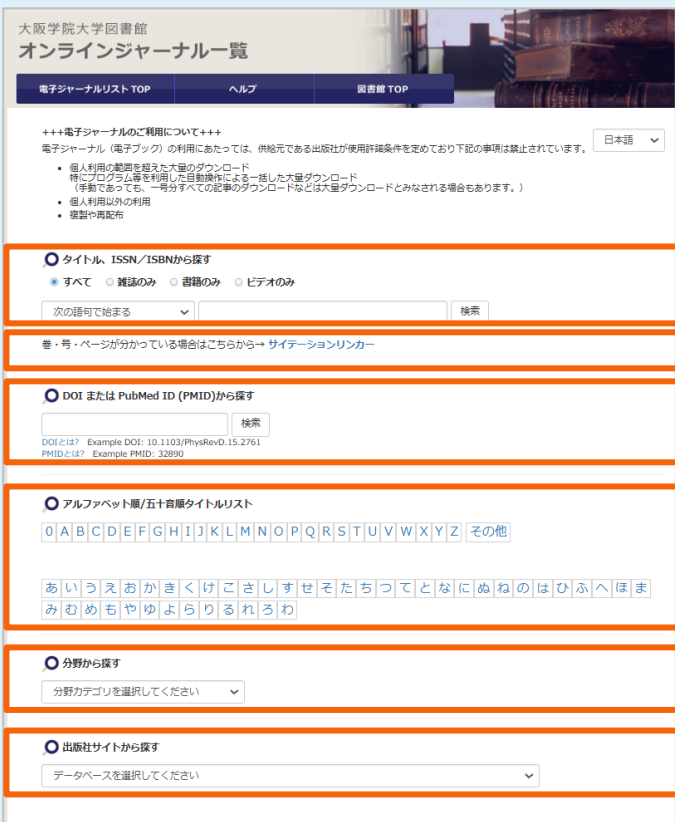 大阪学院大学図書館
オンラインジャーナル一覧
電子ジャーナルリスト TOP ヘルプ 図書館 TOP
+++電子ジャーナルのご利用について+++
日本語
電子ジャーナル（電子ブック）の利用にあたっては、供給元である出版社が使用許諾条件を定めており下記の事項は禁止されています。
• 個人利用の範囲を超えた大量のダウンロード
特にプログラム等を利用した自動操作による一括した大量ダウンロード
（手動であっても、一号分すべての記事のダウンロードなどは大量ダウンロードとみなされる場合もあります。）
• 個人利用以外の利用
• 複製や再配布
タイトル、ISSN／ISBNから探す
すべて 雑誌のみ 書籍のみ ビデオのみ
次の語句で始まる 検索
巻・号・ページが分かっている場合はこちらから→ サイテーションリンカー
DOI または PubMed ID (PMID)から探す
検索
DOIとは? Example DOI: 10.1103/PhysRevD.15.2761
PMIDとは? Example PMID: 32890
アルファベット順/五十音順タイトルリスト
0 A B C D E F G H I J K L M N O P Q R S T U V W X Y Z その他
あ い う え お か き く け こ さ し す せ そ た ち つ て と な に ぬ ね の は ひ ふ へ ほ ま
み む め も や ゆ よ ら り る れ ろ わ
分野から探す
分野カテゴリを選択してください
出版社サイトから探す
データベースを選択してください